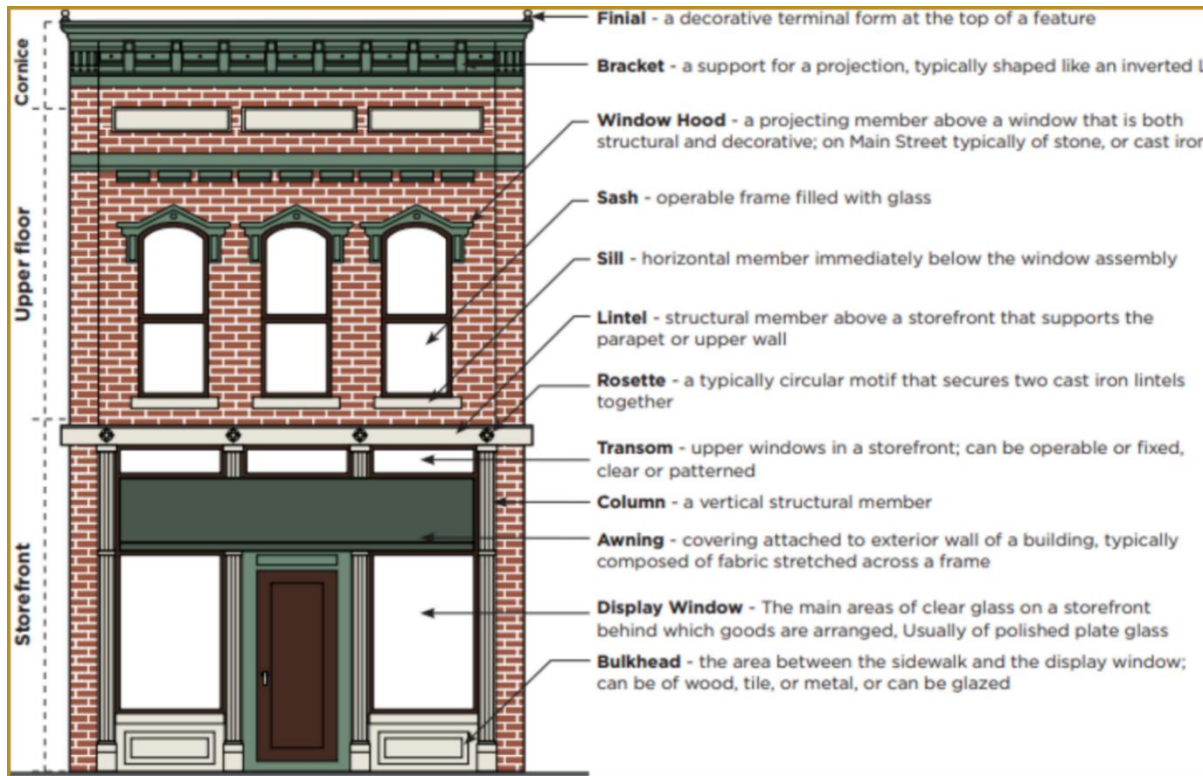 Cornice
Upper floor
Storefront
Finial - a decorative terminal form at the top of a feature
Bracket - a support for a projection, typically shaped like an inverted L
Window Hood - a projecting member above a window that is both
structural and decorative; on Main Street typically of stone, or cast iron
Sash - operable frame filled with glass
Sill - horizontal member immediately below the window assembly
Lintel - structural member above a storefront that supports the
parapet or upper wall
Rosette - a typically circular motif that secures two cast iron lintels
together
Transom - upper windows in a storefront; can be operable or fixed,
clear or patterned
Column - a vertical structural member
Awning - covering attached to exterior wall of a building, typically
composed of fabric stretched across a frame
Display Window - The main areas of clear glass on a storefront
behind which goods are arranged, Usually of polished plate glass
Bulkhead - the area between the sidewalk and the display window;
can be of wood, tile, or metal, or can be glazed